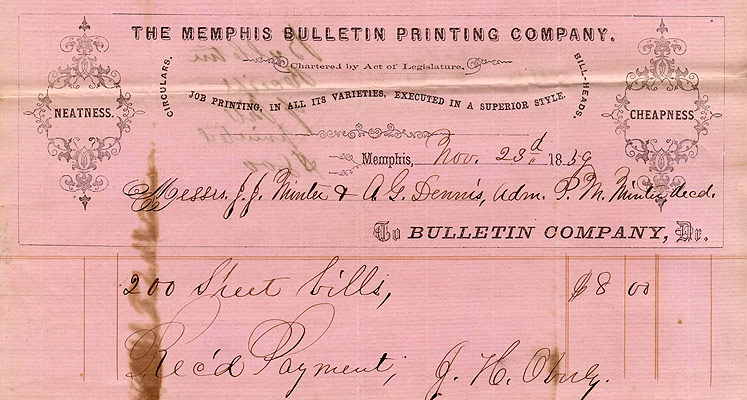 THE MEMPHIS BULLETIN PRINTING COMPANY.
Chartered by Act of Legislature.
CIRCULARS.
BILL-HEADS.
JOB PRINTING, IN ALL ITS VARIETIES, EXECUTED IN A SUPERIOR STYLE.
NEATNESS.
CHEAPNESS.
Memphis, Nov. 23d 1859
Messrs. J. J. Minter & A. G. Dennis, Adm. P. M. Minter, decd.
To BULLETIN COMPANY, Dr.
200 Sheet bills, $8 00
Rec'd Payment, J. H.